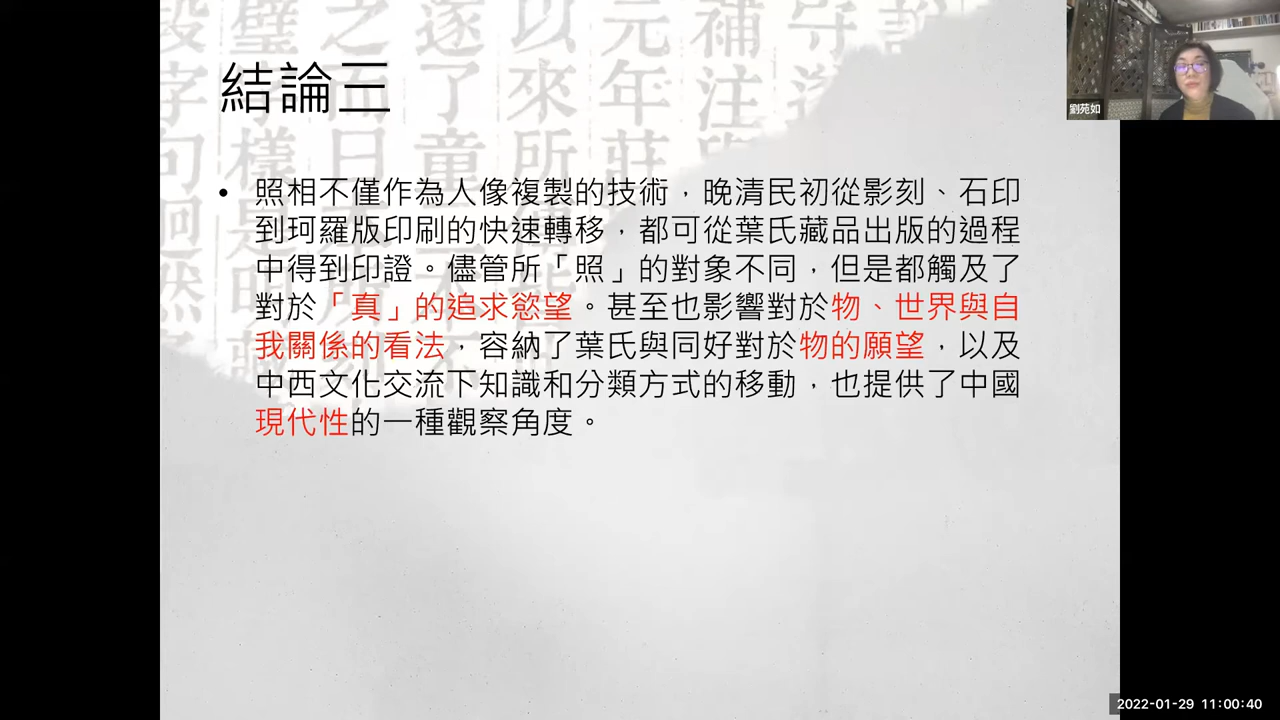 結論三
• 照相不僅作為人像複製的技術，晚清民初從影刻、石印
到珂羅版印刷的快速轉移，都可從葉氏藏品出版的過程
中得到印證。儘管所「照」的對象不同，但是都觸及了
對於「真」的追求慾望。甚至也影響對於物、世界與自
我關係的看法，容納了葉氏與同好對於物的願望，以及
中西文化交流下知識和分類方式的移動，也提供了中國
現代性的一種觀察角度。
劉苑如
2022-01-29 11:00:40